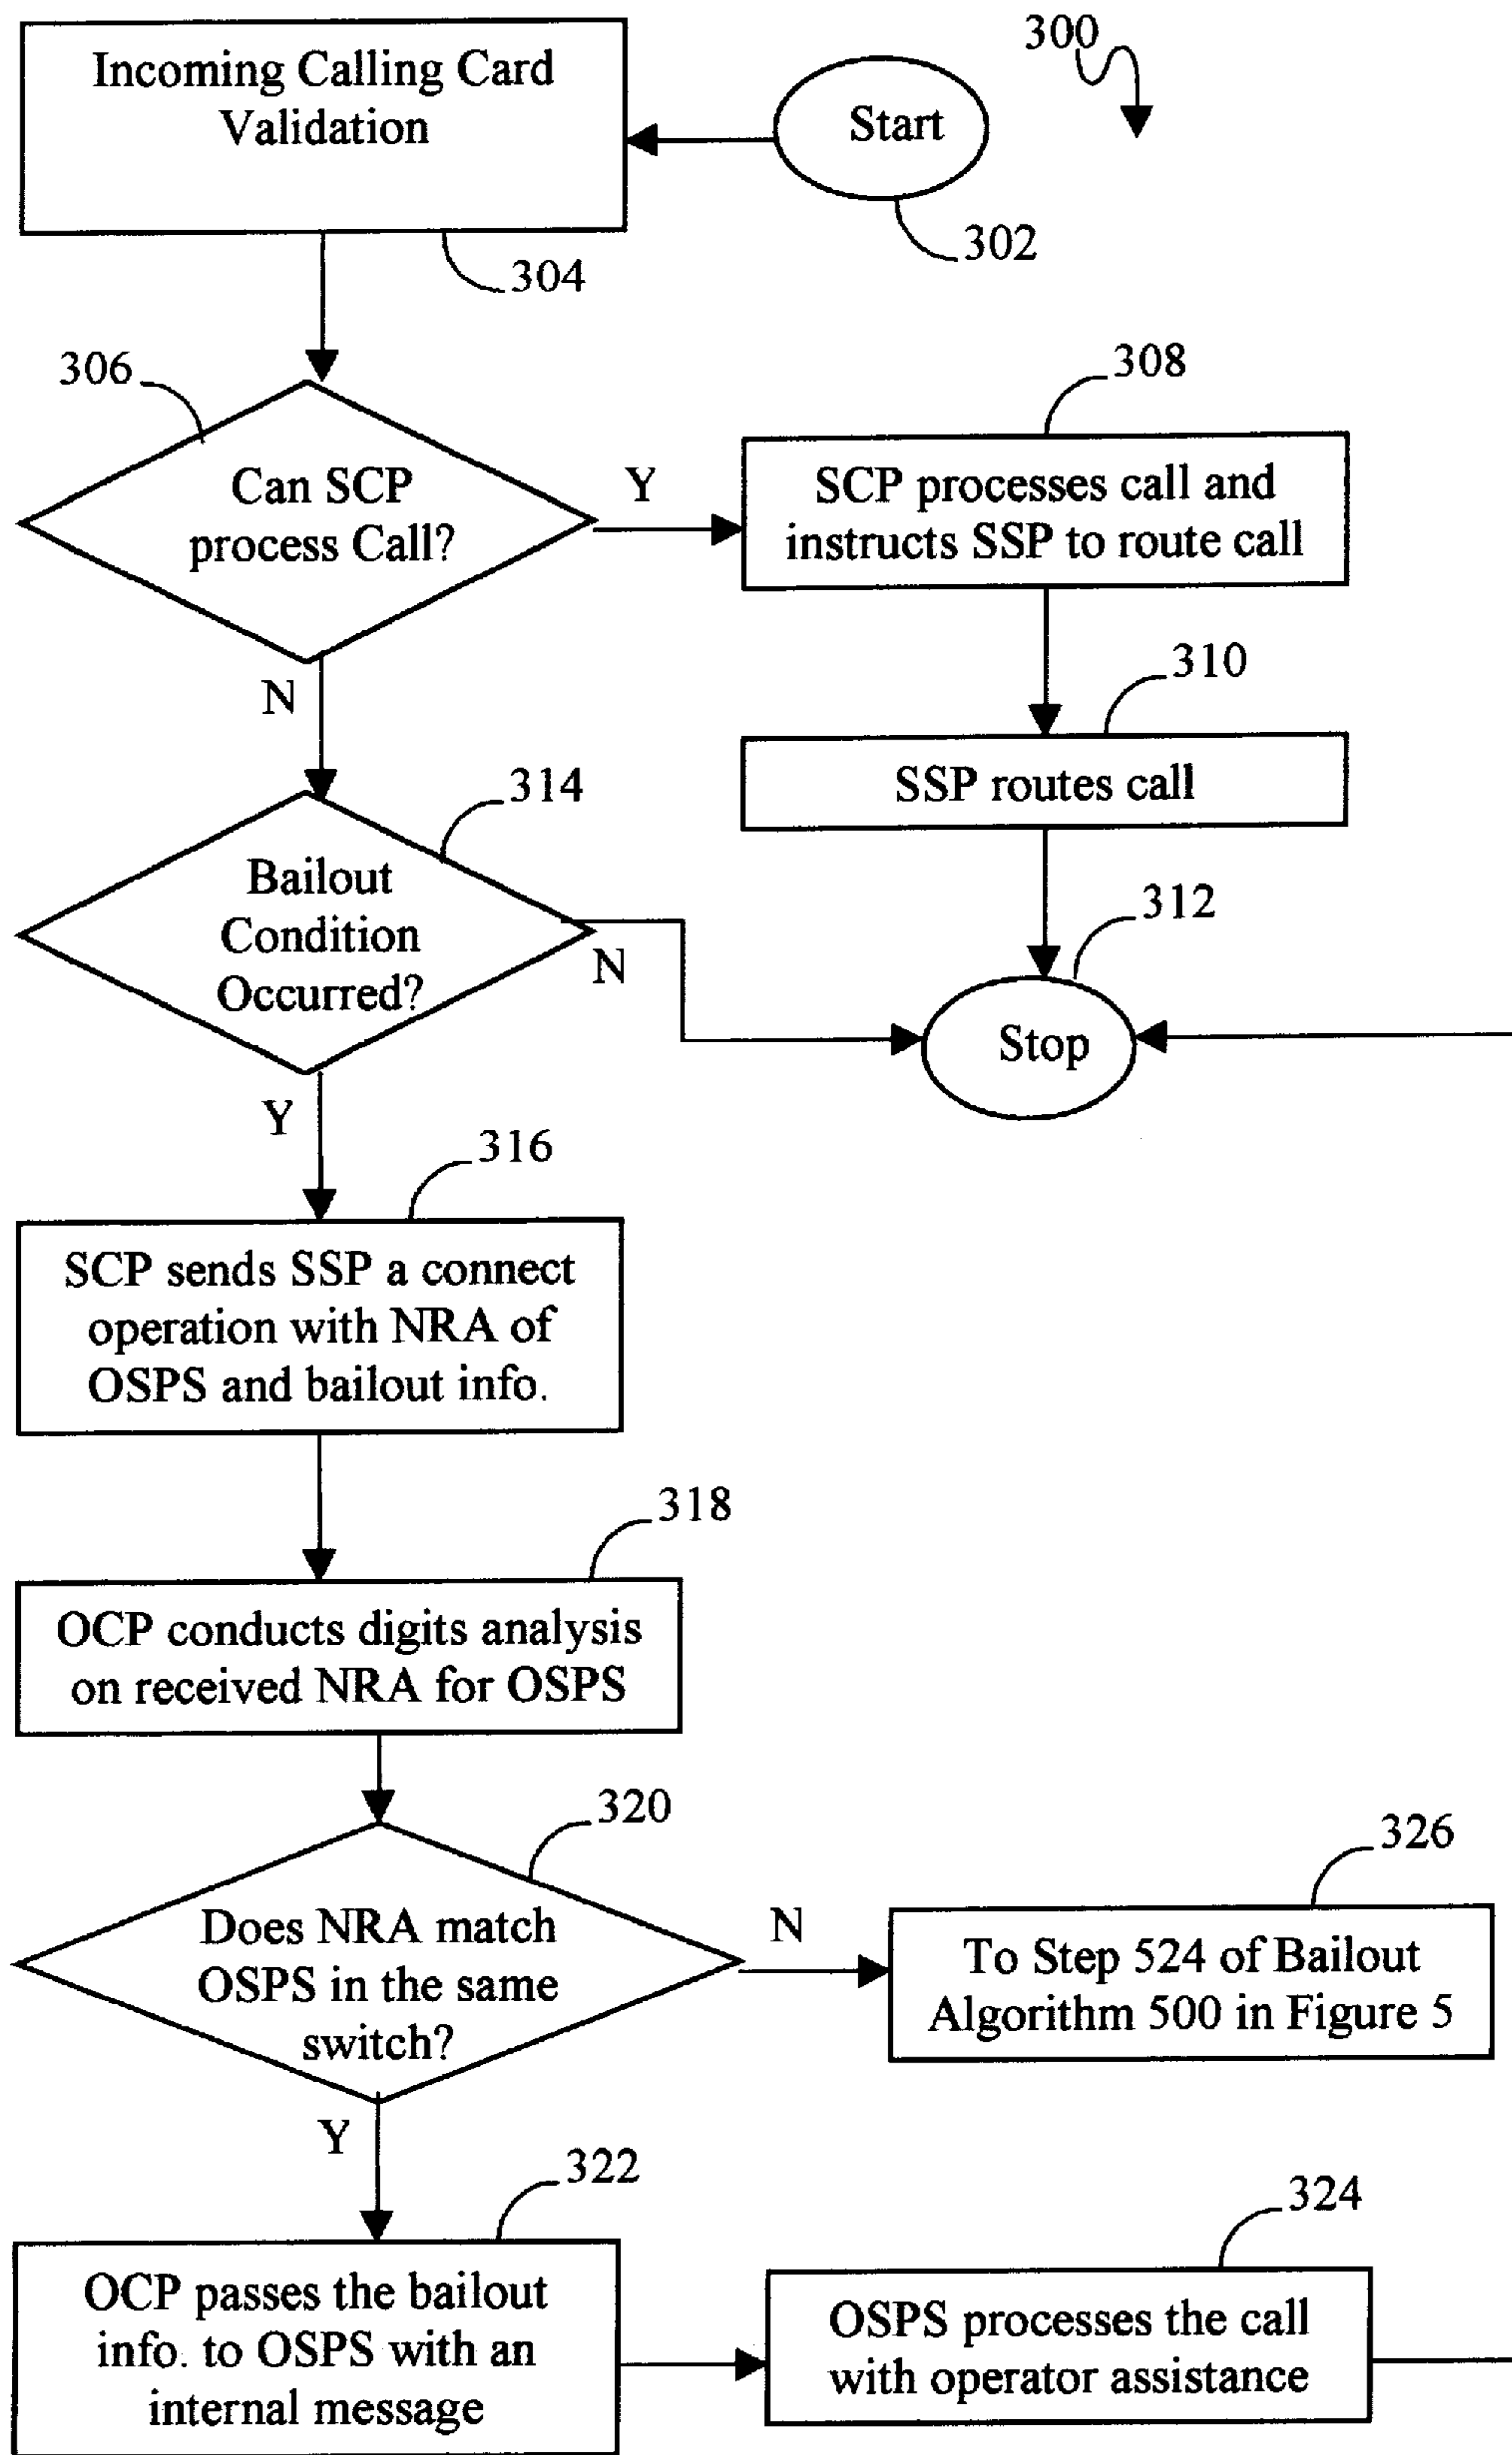 300
Incoming Calling Card
Validation
Start
302
304
306
308
Can SCP
process Call?
Y
SCP processes call and
instructs SSP to route call
N
310
SSP routes call
314
Bailout
Condition
Occurred?
N
312
Stop
Y
316
SCP sends SSP a connect
operation with NRA of
OSPS and bailout info.
318
OCP conducts digits analysis
on received NRA for OSPS
320
Does NRA match
OSPS in the same
switch?
N
326
To Step 524 of Bailout
Algorithm 500 in Figure 5
Y
322
OCP passes the bailout
info. to OSPS with an
internal message
324
OSPS processes the call
with operator assistance